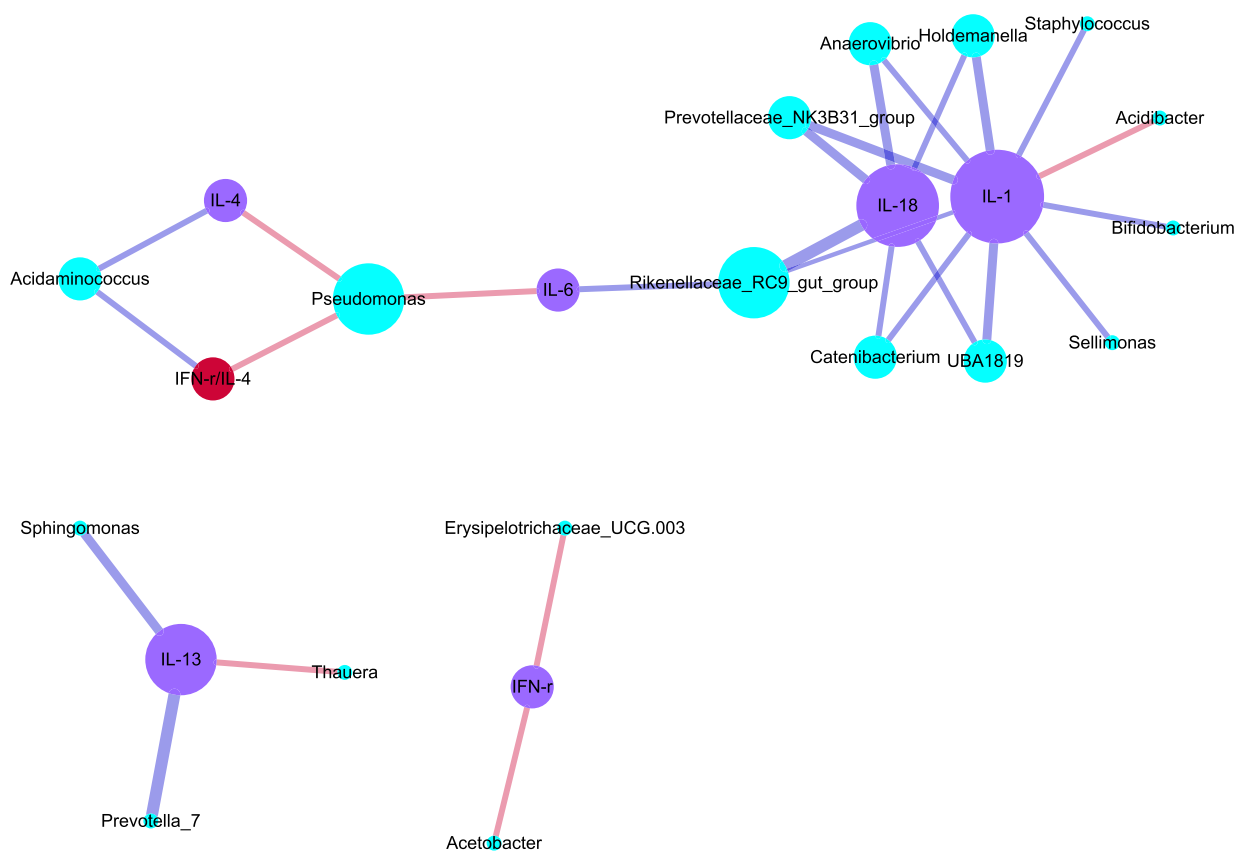 Staphylococcus
Holdemanella
Anaerovibrio
Prevotellaceae_NK3B31_group
Acidibacter
IL-4
IL-18
IL-1
Bifidobacterium
Acidaminococcus
Pseudomonas
IL-6
Rikenellaceae_RC9_gut_group
Sellimonas
Catenibacterium
UBA1819
IFN-r/IL-4
Sphingomonas
Erysipelotrichaceae_UCG.003
IL-13
Thauera
IFN-r
Prevotella_7
Acetobacter